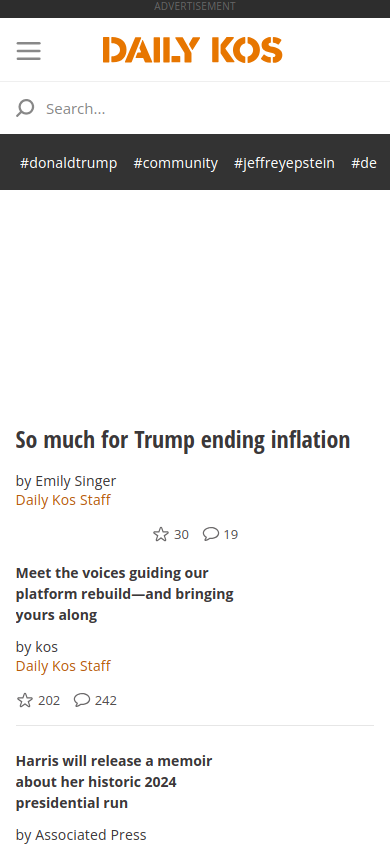 ADVERTISEMENT
DAILY KOS
Search...
#donaldtrump #community #jeffreyepstein #de
So much for Trump ending inflation
by Emily Singer
Daily Kos Staff
30 19
Meet the voices guiding our
platform rebuild—and bringing
yours along
by kos
Daily Kos Staff
202 242
Harris will release a memoir
about her historic 2024
presidential run
by Associated Press